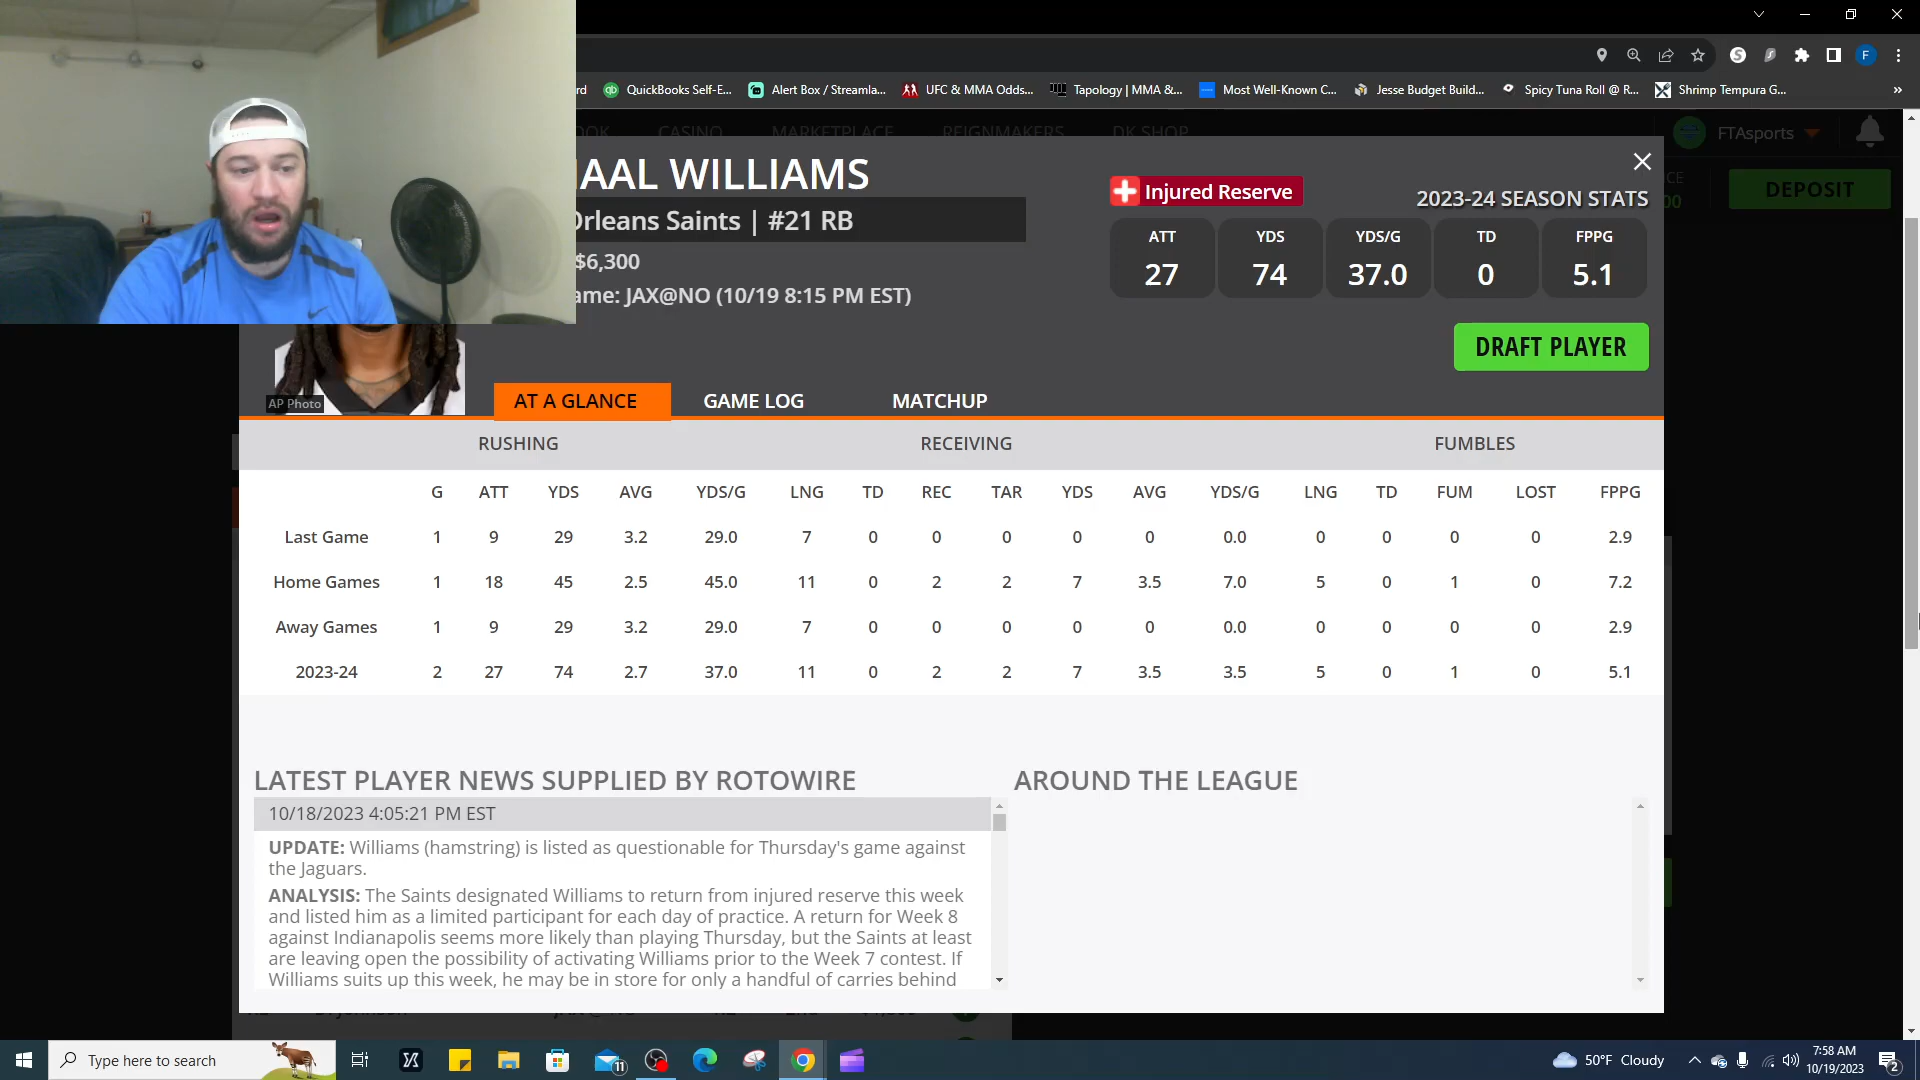 rd QuickBooks Self-E... Alert Box / Streamla... UFC & MMA Odds... Tapology | MMA &... Most Well-Known C... Jesse Budget Build... Spicy Tuna Roll @ R... Shrimp Tempura G... »
F
OOK CASINO MARKETPLACE REIGNMAKERS DK SHOP
FTAsports
CE
00
DEPOSIT
AAL WILLIAMS
Orleans Saints | #21 RB
$6,300
ame: JAX@NO (10/19 8:15 PM EST)
Injured Reserve
2023-24 SEASON STATS
ATT YDS YDS/G TD FPPG
27 74 37.0 0 5.1
DRAFT PLAYER
AP Photo
AT A GLANCE GAME LOG MATCHUP
RUSHING RECEIVING FUMBLES
G ATT YDS AVG YDS/G LNG TD REC TAR YDS AVG YDS/G LNG TD FUM LOST FPPG
Last Game 1 9 29 3.2 29.0 7 0 0 0 0 0 0.0 0 0 0 0 2.9
Home Games 1 18 45 2.5 45.0 11 0 2 2 7 3.5 7.0 5 0 1 0 7.2
Away Games 1 9 29 3.2 29.0 7 0 0 0 0 0 0.0 0 0 0 0 2.9
2023-24 2 27 74 2.7 37.0 11 0 2 2 7 3.5 3.5 5 0 1 0 5.1
LATEST PLAYER NEWS SUPPLIED BY ROTOWIRE
10/18/2023 4:05:21 PM EST
UPDATE: Williams (hamstring) is listed as questionable for Thursday's game against
the Jaguars.
ANALYSIS: The Saints designated Williams to return from injured reserve this week
and listed him as a limited participant for each day of practice. A return for Week 8
against Indianapolis seems more likely than playing Thursday, but the Saints at least
are leaving open the possibility of activating Williams prior to the Week 7 contest. If
Williams suits up this week, he may be in store for only a handful of carries behind
AROUND THE LEAGUE
Type here to search
11
50°F Cloudy
7:58 AM
10/19/2023
2